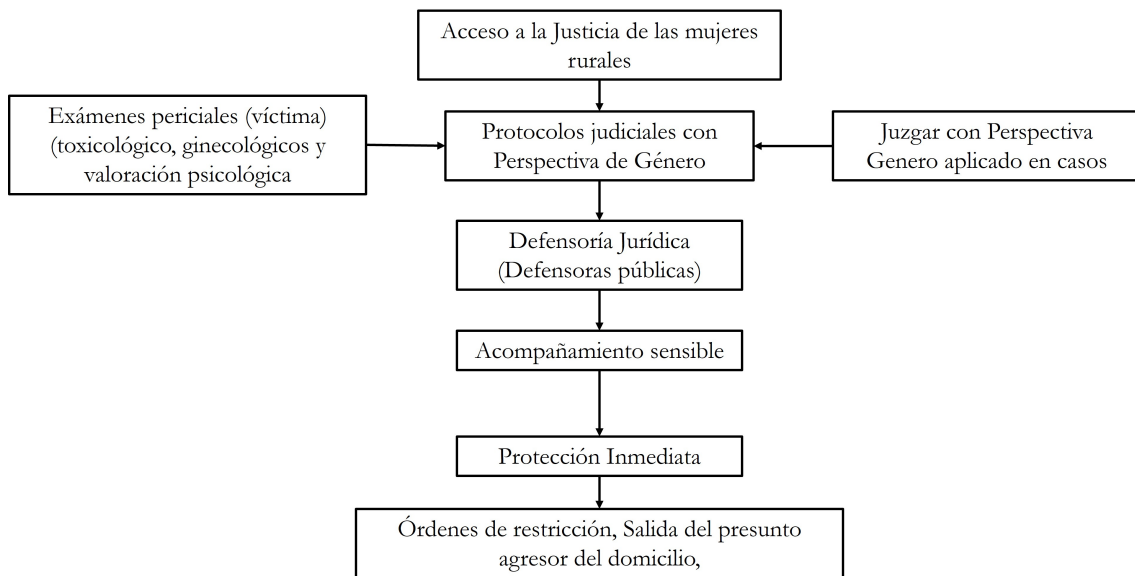 Acceso a la Justicia de las mujeres
rurales
Exámenes periciales (víctima)
(toxicológico, ginecológicos y
valoración psicológica
Protocolos judiciales con
Perspectiva de Género
Juzgar con Perspectiva
Genero aplicado en casos
Defensoría Jurídica
(Defensoras públicas)
Acompañamiento sensible
Protección Inmediata
Órdenes de restricción, Salida del presunto
agresor del domicilio,